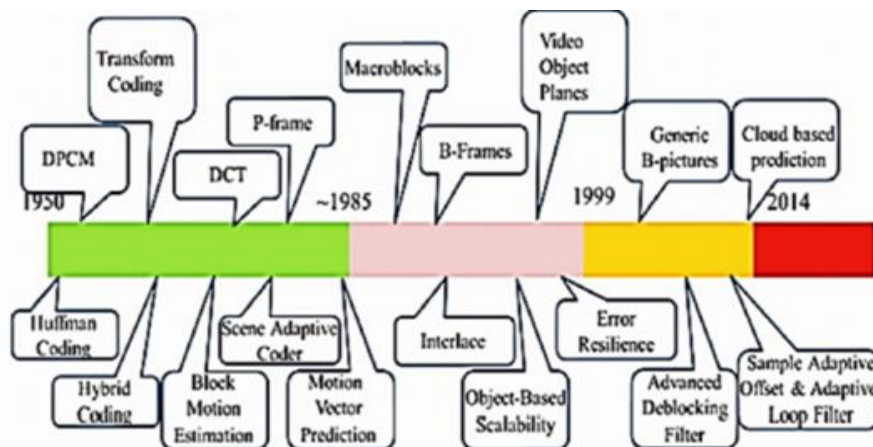 Transform
Coding
Macroblocks
Video
Object
Planes
P-frame
DPCM
DCT
B-Frames
Generic
B-pictures
Cloud based
prediction
1950
~1985
1999
2014
Huffman
Coding
Scene Adaptive
Coder
Interlace
Error
Resilience
Hybrid
Coding
Block
Motion
Estimation
Motion
Vector
Prediction
Object-Based
Scalability
Advanced
Deblocking
Filter
Sample Adaptive
Offset & Adaptive
Loop Filter